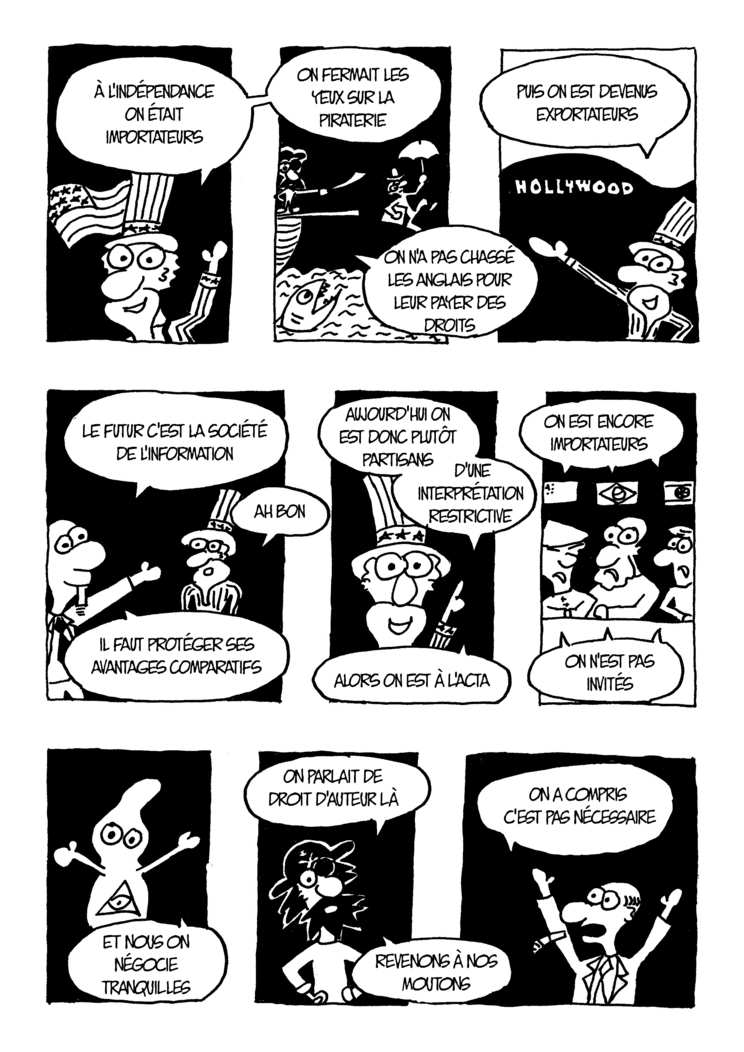 À L'INDÉPENDANCE
ON ÉTAIT
IMPORTATEURS
ON FERMAIT LES
YEUX SUR LA
PIRATERIE
ON N'A PAS CHASSÉ
LES ANGLAIS POUR
LEUR PAYER DES
DROITS
PUIS ON EST DEVENUS
EXPORTATEURS
HOLLYWOOD
LE FUTUR C'EST LA SOCIÉTÉ
DE L'INFORMATION
AH BON
IL FAUT PROTÉGER SES
AVANTAGES COMPARATIFS
AUJOURD'HUI ON
EST DONC PLUTÔT
PARTISANS
D'UNE
INTERPRÉTATION
RESTRICTIVE
ALORS ON EST À L'ACTA
ON EST ENCORE
IMPORTATEURS
ON N'EST PAS
INVITÉS
ET NOUS ON
NÉGOCIE
TRANQUILLES
ON PARLAIT DE
DROIT D'AUTEUR LÀ
REVENONS À NOS
MOUTONS
ON A COMPRIS
C'EST PAS NÉCESSAIRE